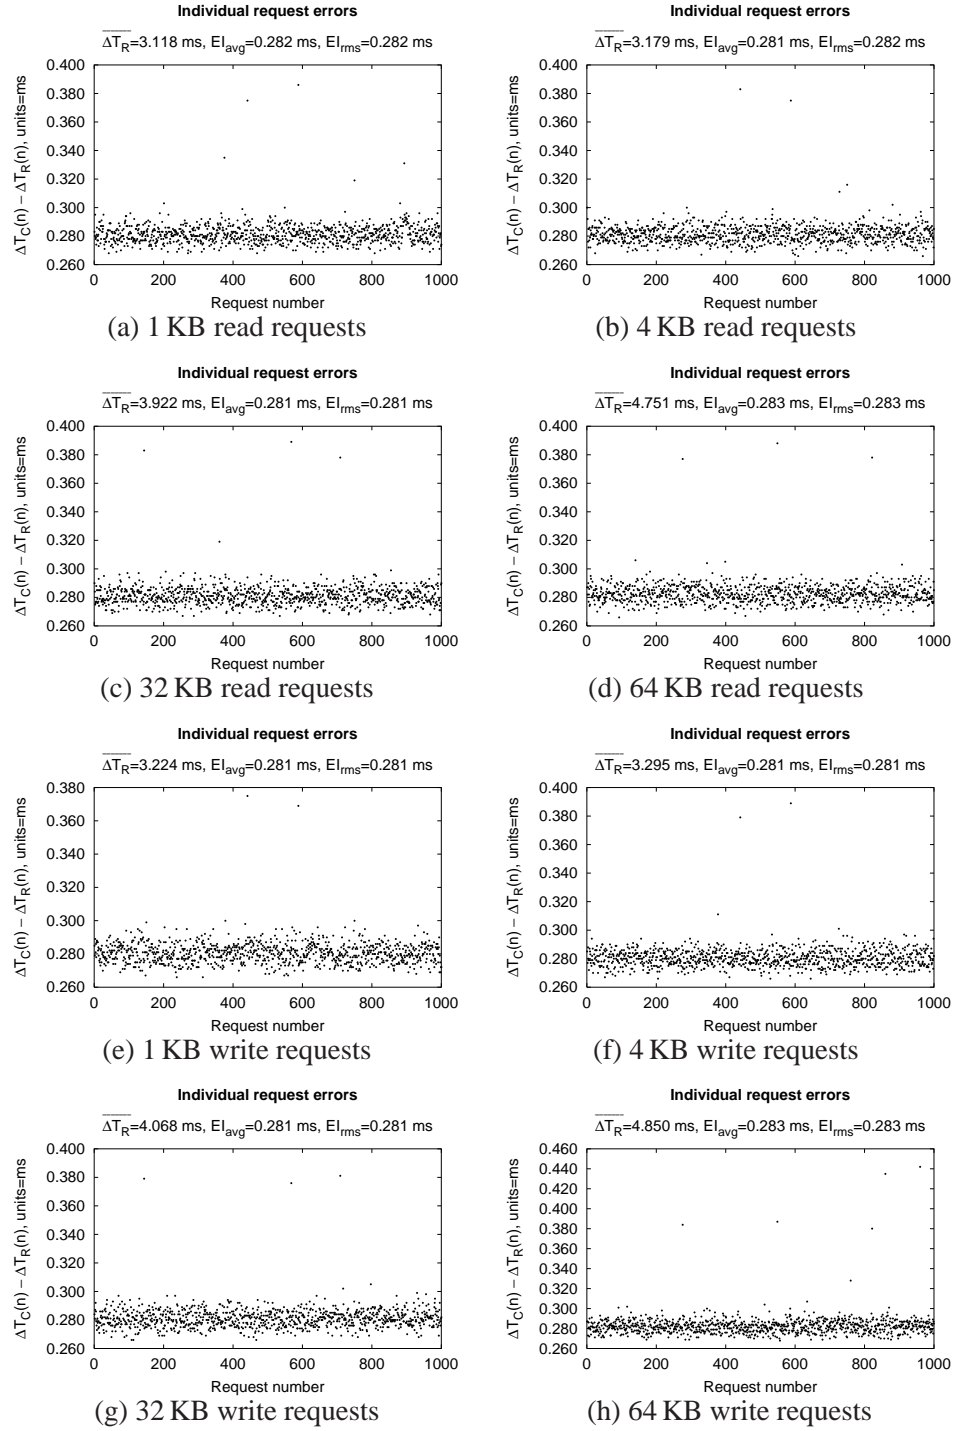 Individual request errors
ΔT_R=3.118 ms, EI_avg=0.282 ms, EI_rms=0.282 ms
ΔT_C(n) − ΔT_R(n), units=ms
0.400
0.380
0.360
0.340
0.320
0.300
0.280
0.260
0 200 400 600 800 1000
Request number
(a) 1 KB read requests
Individual request errors
ΔT_R=3.179 ms, EI_avg=0.281 ms, EI_rms=0.282 ms
ΔT_C(n) − ΔT_R(n), units=ms
0.400
0.380
0.360
0.340
0.320
0.300
0.280
0.260
0 200 400 600 800 1000
Request number
(b) 4 KB read requests
Individual request errors
ΔT_R=3.922 ms, EI_avg=0.281 ms, EI_rms=0.281 ms
ΔT_C(n) − ΔT_R(n), units=ms
0.400
0.380
0.360
0.340
0.320
0.300
0.280
0.260
0 200 400 600 800 1000
Request number
(c) 32 KB read requests
Individual request errors
ΔT_R=4.751 ms, EI_avg=0.283 ms, EI_rms=0.283 ms
ΔT_C(n) − ΔT_R(n), units=ms
0.400
0.380
0.360
0.340
0.320
0.300
0.280
0.260
0 200 400 600 800 1000
Request number
(d) 64 KB read requests
Individual request errors
ΔT_R=3.224 ms, EI_avg=0.281 ms, EI_rms=0.281 ms
ΔT_C(n) − ΔT_R(n), units=ms
0.380
0.360
0.340
0.320
0.300
0.280
0.260
0 200 400 600 800 1000
Request number
(e) 1 KB write requests
Individual request errors
ΔT_R=3.295 ms, EI_avg=0.281 ms, EI_rms=0.281 ms
ΔT_C(n) − ΔT_R(n), units=ms
0.400
0.380
0.360
0.340
0.320
0.300
0.280
0.260
0 200 400 600 800 1000
Request number
(f) 4 KB write requests
Individual request errors
ΔT_R=4.068 ms, EI_avg=0.281 ms, EI_rms=0.281 ms
ΔT_C(n) − ΔT_R(n), units=ms
0.400
0.380
0.360
0.340
0.320
0.300
0.280
0.260
0 200 400 600 800 1000
Request number
(g) 32 KB write requests
Individual request errors
ΔT_R=4.850 ms, EI_avg=0.283 ms, EI_rms=0.283 ms
ΔT_C(n) − ΔT_R(n), units=ms
0.460
0.440
0.420
0.400
0.380
0.360
0.340
0.320
0.300
0.280
0.260
0 200 400 600 800 1000
Request number
(h) 64 KB write requests